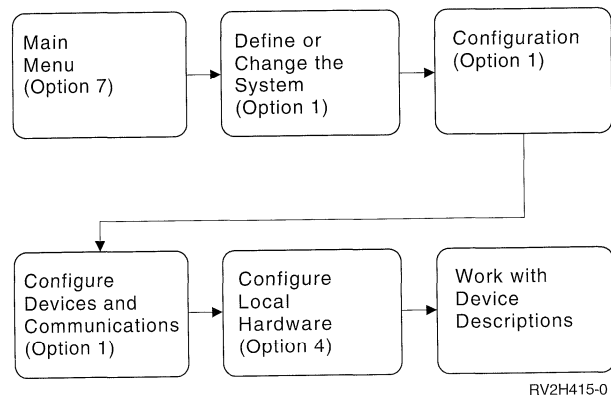 Main
Menu
(Option 7)
Define or
Change the
System
(Option 1)
Configuration
(Option 1)
Configure
Devices and
Communications
(Option 1)
Configure
Local
Hardware
(Option 4)
Work with
Device
Descriptions
RV2H415-0